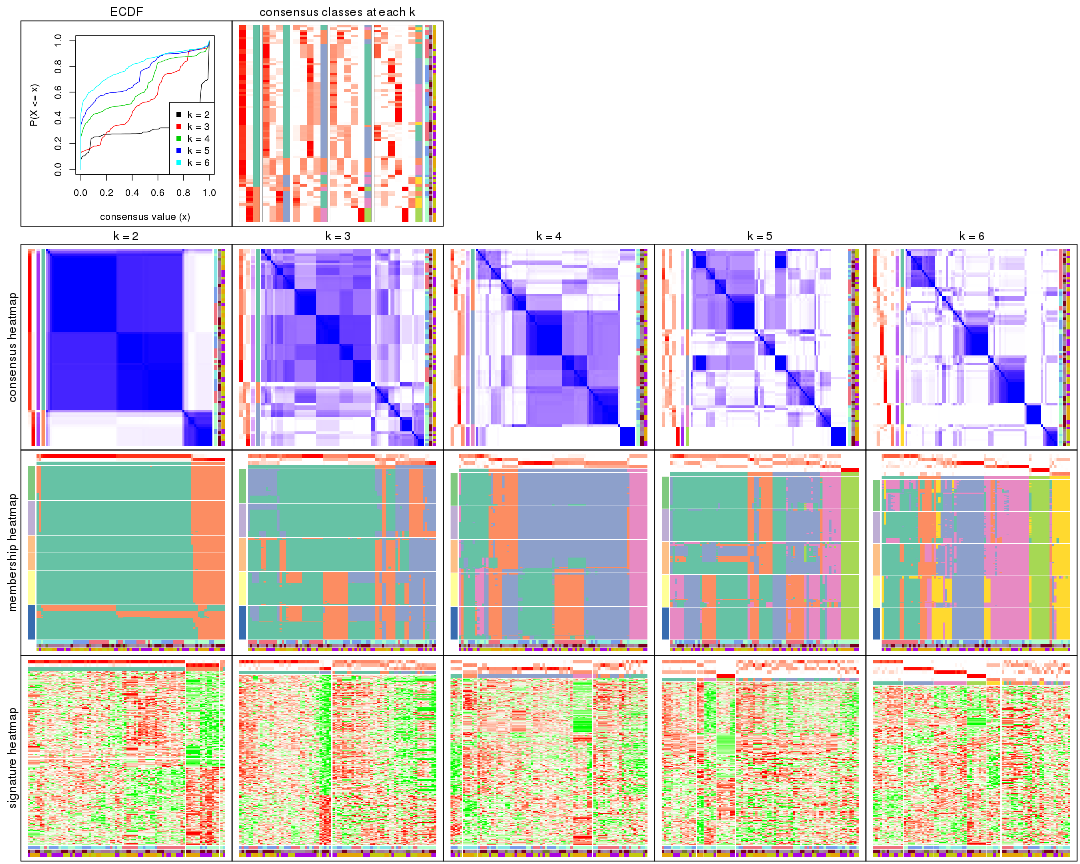 ECDF
consensus classes at each k
P(X <= x)
0.0 0.2 0.4 0.6 0.8 1.0
k = 2
k = 3
k = 4
k = 5
k = 6
0.0 0.2 0.4 0.6 0.8 1.0
consensus value (x)
k = 2 k = 3 k = 4 k = 5 k = 6
consensus heatmap
membership heatmap
signature heatmap